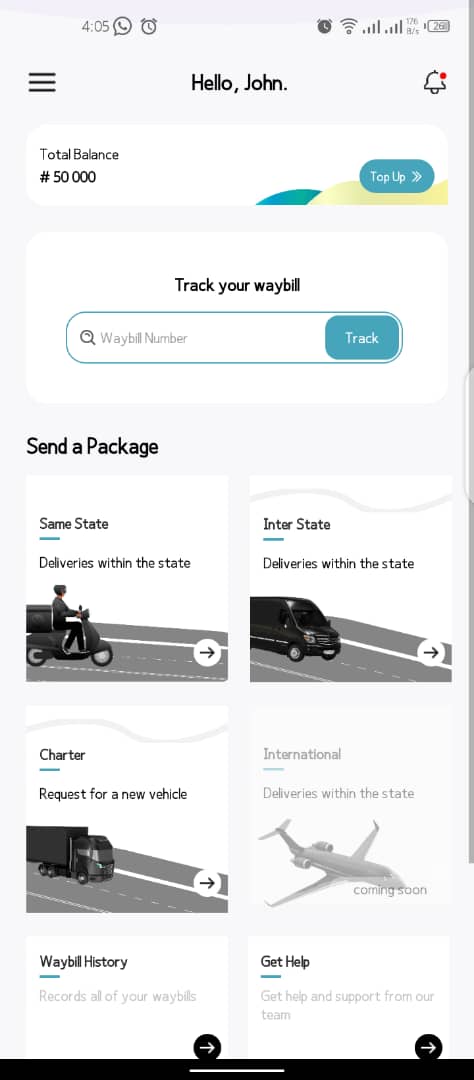 4:05
176
B/s
26
Hello, John.
Total Balance
# 50 000
Top Up
Track your waybill
Waybill Number
Track
Send a Package
Same State
Deliveries within the state
Inter State
Deliveries within the state
Charter
Request for a new vehicle
International
Deliveries within the state
coming soon
Waybill History
Records all of your waybills
Get Help
Get help and support from our
team